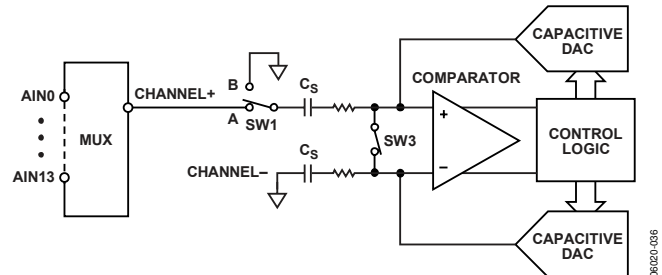 CAPACITIVE
DAC
B
CHANNEL+
CS
COMPARATOR
AIN0
A
SW1
+
MUX
SW3
CONTROL
LOGIC
CS
AIN13
CHANNEL–
–
CAPACITIVE
DAC
06020-036